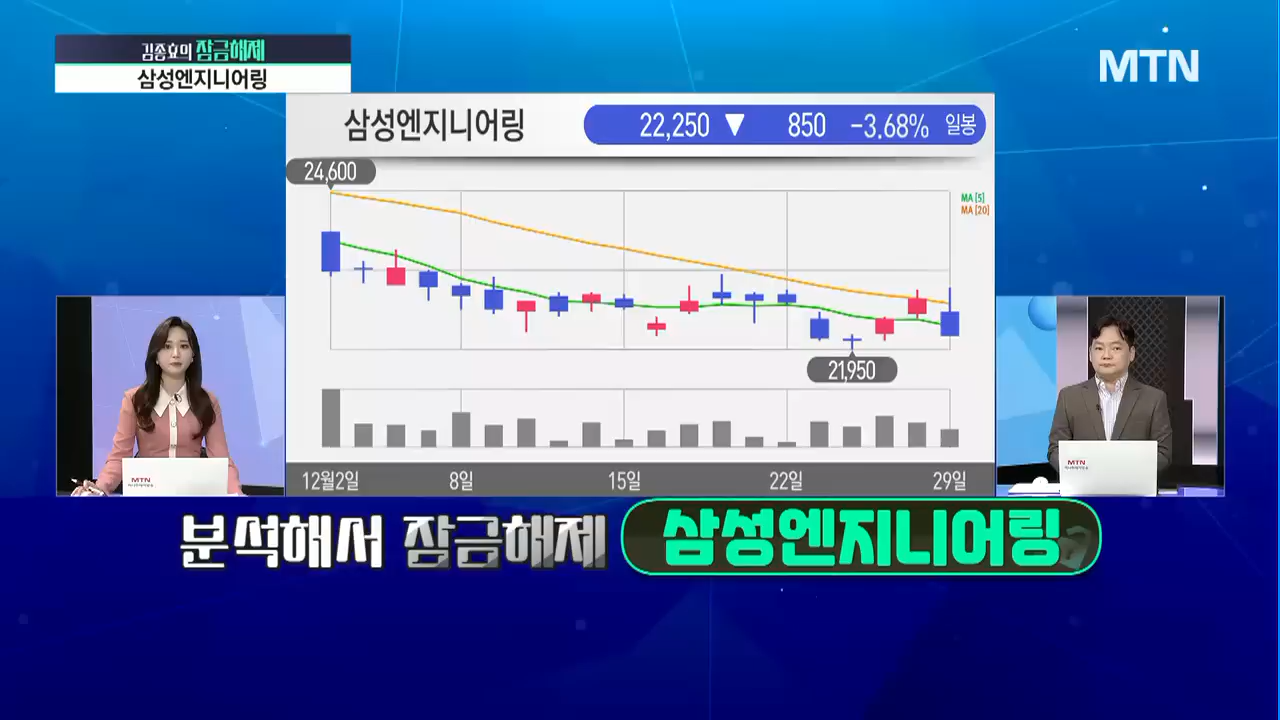 김종효의 잠금해제
삼성엔지니어링
MTN
삼성엔지니어링
22,250 ▼ 850 -3.68% 일봉
24,600
MA [5]
MA [20]
21,950
12월2일 8일 15일 22일 29일
MTN
MTN
분석해서 잠금해제 삼성엔지니어링